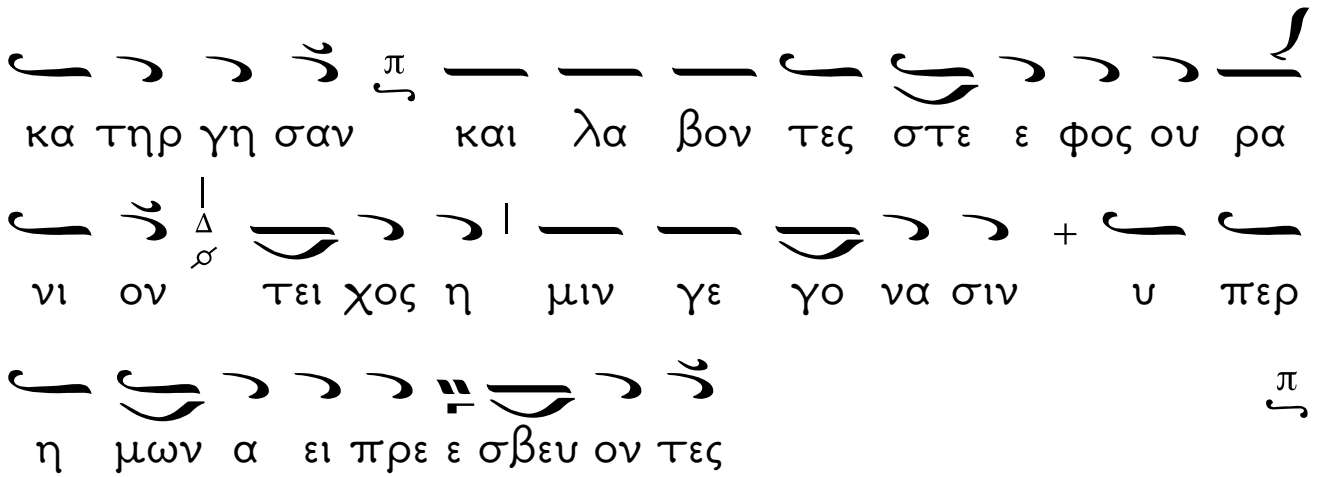 κα τηρ γη σαν π και λα βον τες στε ε φος ου ρα
νι ον Δ τει χος η μιν γε γο να σιν + υ περ
η μων α ει πρε ε σβευ ον τες π